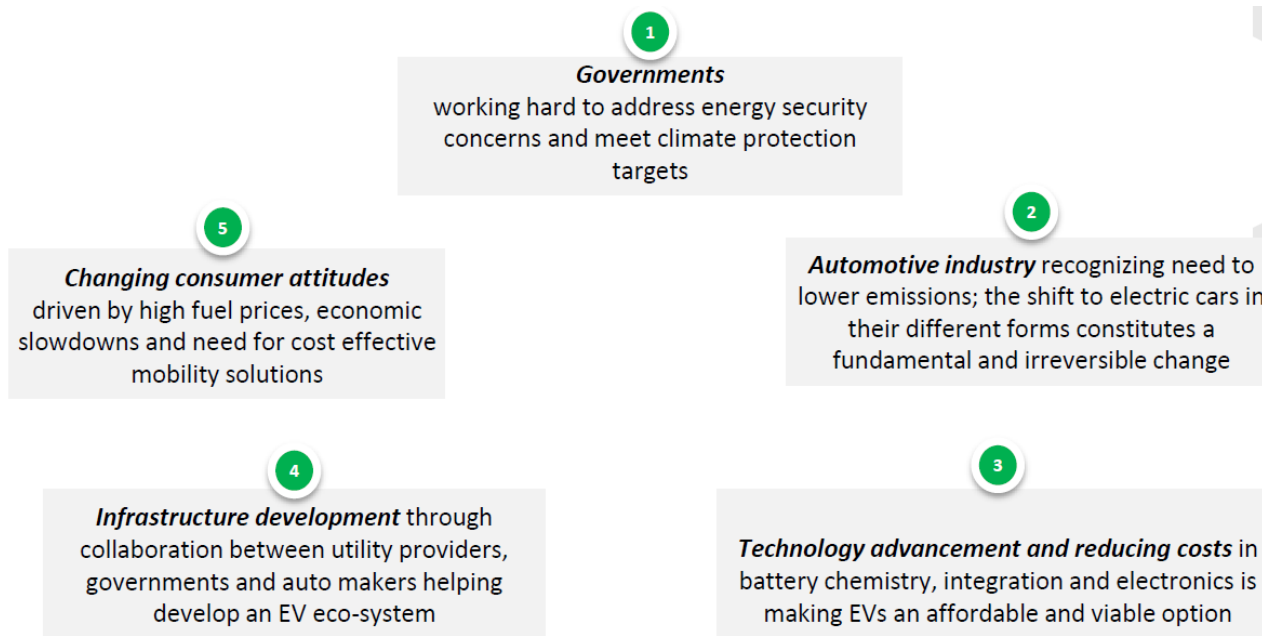 1
Governments
working hard to address energy security
concerns and meet climate protection
targets
2
Automotive industry recognizing need to
lower emissions; the shift to electric cars in
their different forms constitutes a
fundamental and irreversible change
3
Technology advancement and reducing costs in
battery chemistry, integration and electronics is
making EVs an affordable and viable option
4
Infrastructure development through
collaboration between utility providers,
governments and auto makers helping
develop an EV eco-system
5
Changing consumer attitudes
driven by high fuel prices, economic
slowdowns and need for cost effective
mobility solutions